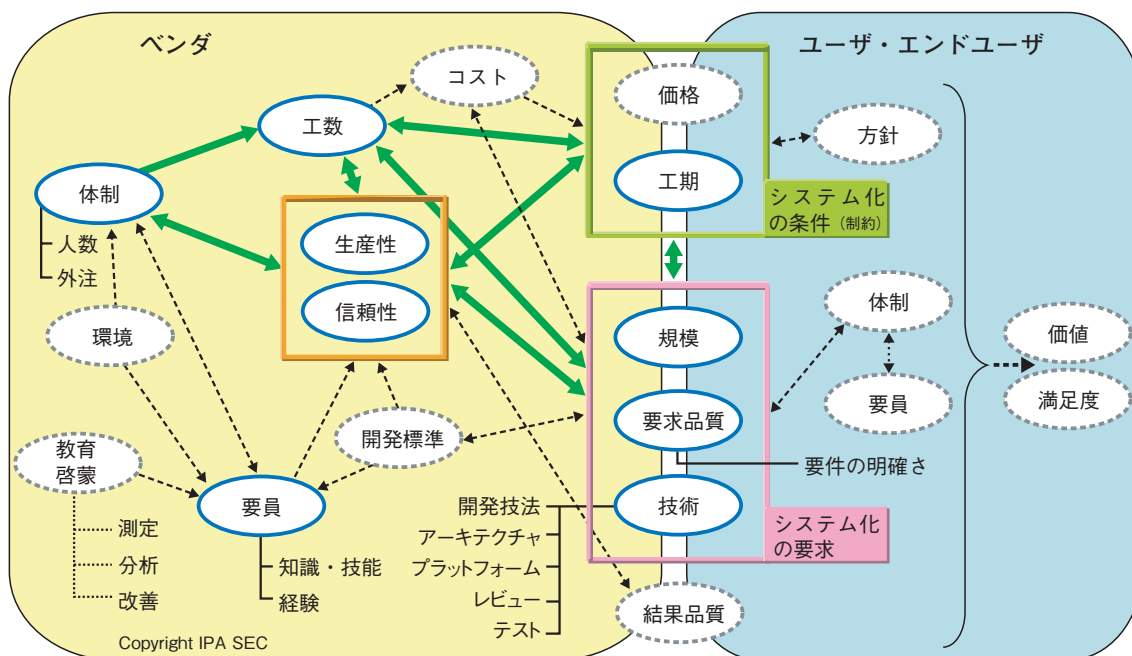 ベンダ
ユーザ・エンドユーザ
コスト
価格
工数
方針
工期
体制
システム化
の条件（制約）
人数
外注
生産性
信頼性
環境
規模
体制
価値
要求品質
要員
満足度
開発標準
教育
啓蒙
要件の明確さ
要員
開発技法
技術
システム化
の要求
測定
アーキテクチャ
分析
知識・技能
プラットフォーム
改善
経験
レビュー
結果品質
テスト
Copyright IPA SEC